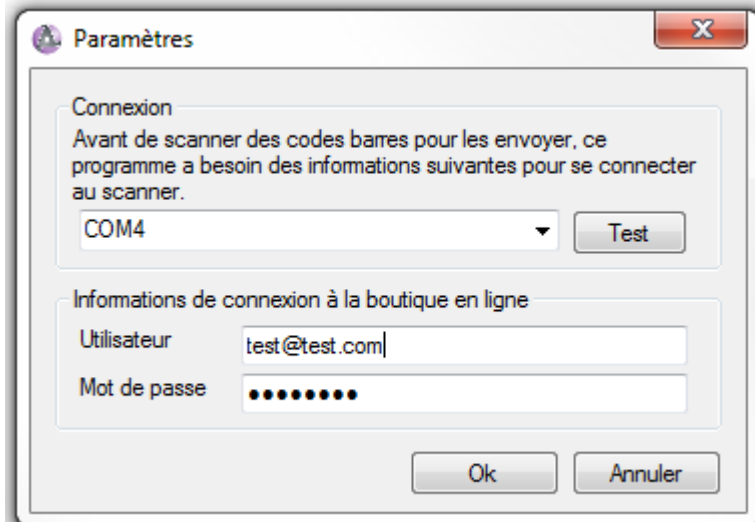 Paramètres
Connexion
Avant de scanner des codes barres pour les envoyer, ce
programme a besoin des informations suivantes pour se connecter
au scanner.
COM4
Test
Informations de connexion à la boutique en ligne
Utilisateur
test@test.com
Mot de passe
●●●●●●●●
Ok
Annuler